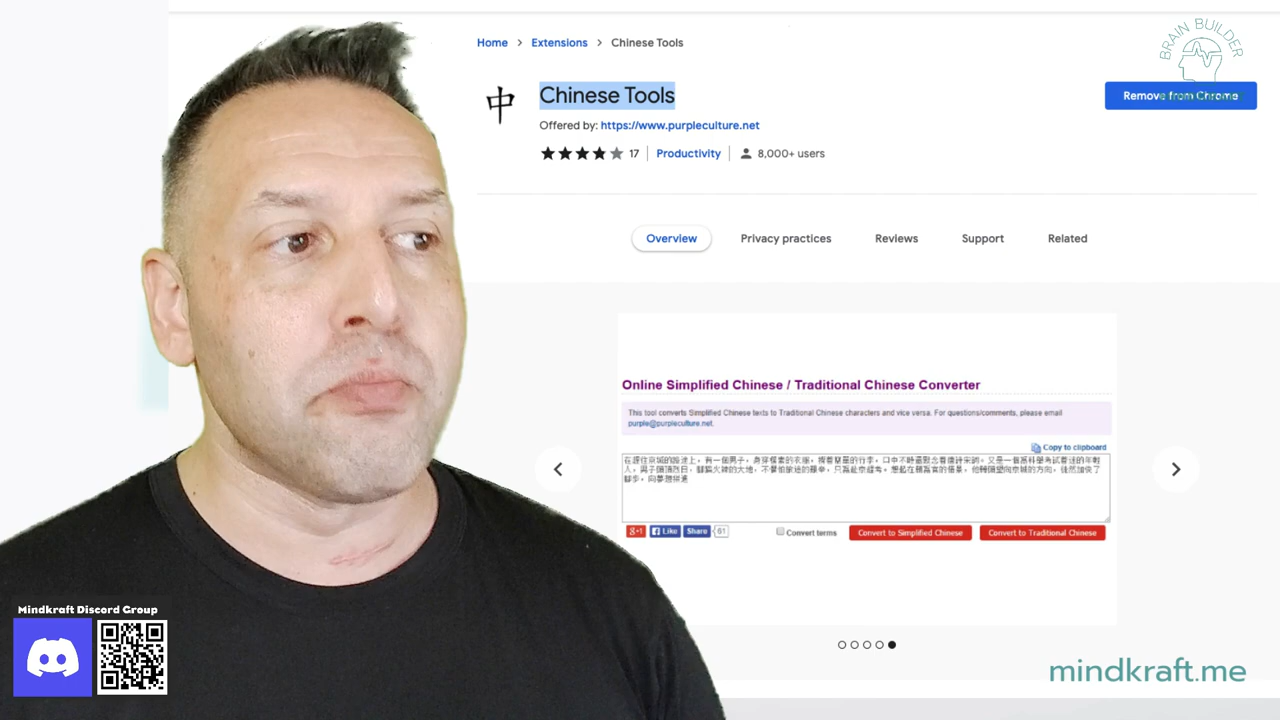 BRAIN BUILDER
Home > Extensions > Chinese Tools
中
Chinese Tools
Remove from Chrome
Offered by: https://www.purpleculture.net
17 Productivity 8,000+ users
Overview Privacy practices Reviews Support Related
Online Simplified Chinese / Traditional Chinese Converter
This tool converts Simplified Chinese texts to Traditional Chinese characters and vice versa. For questions/comments, please email
purple@purpleculture.net.
Copy to clipboard
g+1 Like Share 61
Convert terms Convert to Simplified Chinese Convert to Traditional Chinese
Mindkraft Discord Group
mindkraft.me